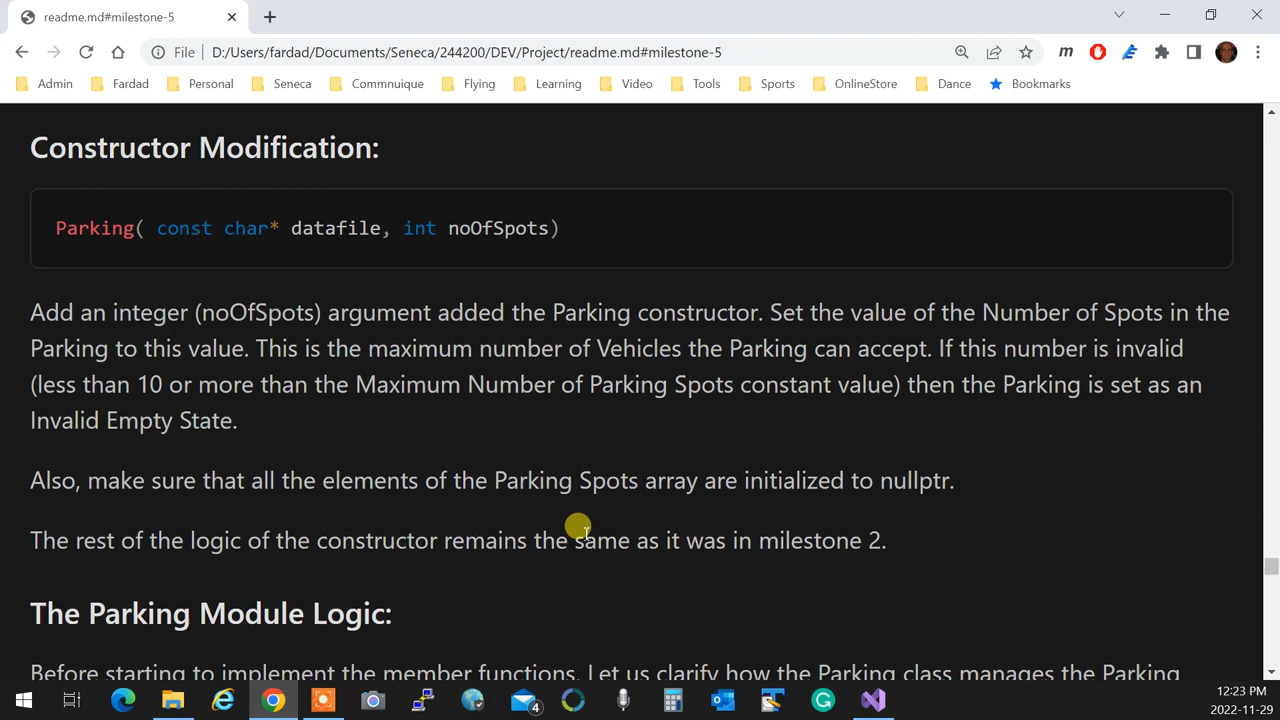 readme.md#milestone-5
File D:/Users/fardad/Documents/Seneca/244200/DEV/Project/readme.md#milestone-5
Admin Fardad Personal Seneca Commnuique Flying Learning Video Tools Sports OnlineStore Dance Bookmarks
Constructor Modification:
Parking( const char* datafile, int noOfSpots)
Add an integer (noOfSpots) argument added the Parking constructor. Set the value of the Number of Spots in the
Parking to this value. This is the maximum number of Vehicles the Parking can accept. If this number is invalid
(less than 10 or more than the Maximum Number of Parking Spots constant value) then the Parking is set as an
Invalid Empty State.
Also, make sure that all the elements of the Parking Spots array are initialized to nullptr.
The rest of the logic of the constructor remains the same as it was in milestone 2.
The Parking Module Logic:
Before starting to implement the member functions. Let us clarify how the Parking class manages the Parking
4
12:23 PM
2022-11-29